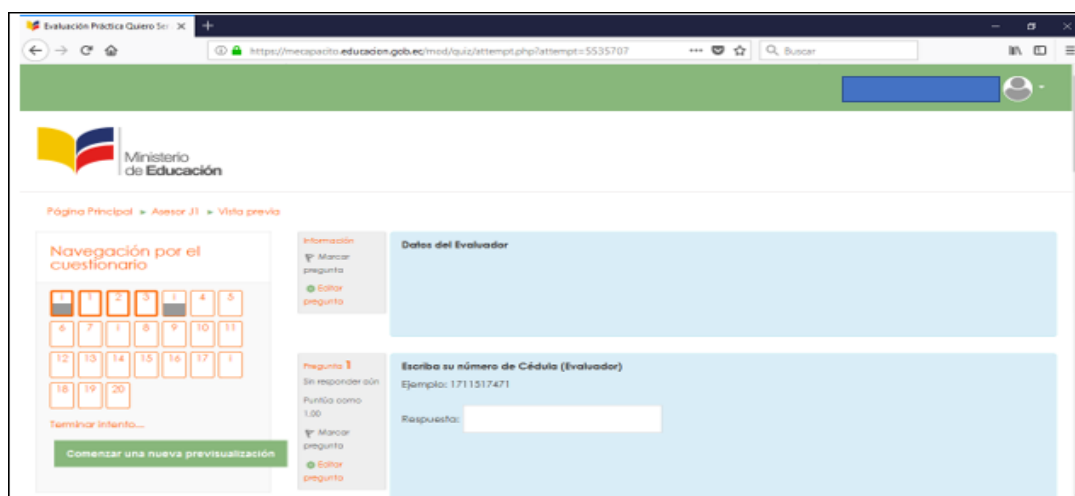 Evaluación Práctica Quiero Ser
https://mecapacito.educacion.gob.ec/mod/quiz/attempt.php?attempt=5535707
Buscar
Ministerio
de Educación
Página Principal ► Asesor J1 ► Vista previa
Navegación por el
cuestionario
i 1 2 3 i 4 5
6 7 i 8 9 10 11
12 13 14 15 16 17 i
18 19 20
Terminar intento...
Comenzar una nueva previsualización
Información
Marcar
pregunta
Editar
pregunta
Datos del Evaluador
Pregunta 1
Sin responder aún
Puntúa como
1,00
Marcar
pregunta
Editar
pregunta
Escriba su número de Cédula (Evaluador)
Ejemplo: 1711517471
Respuesta: